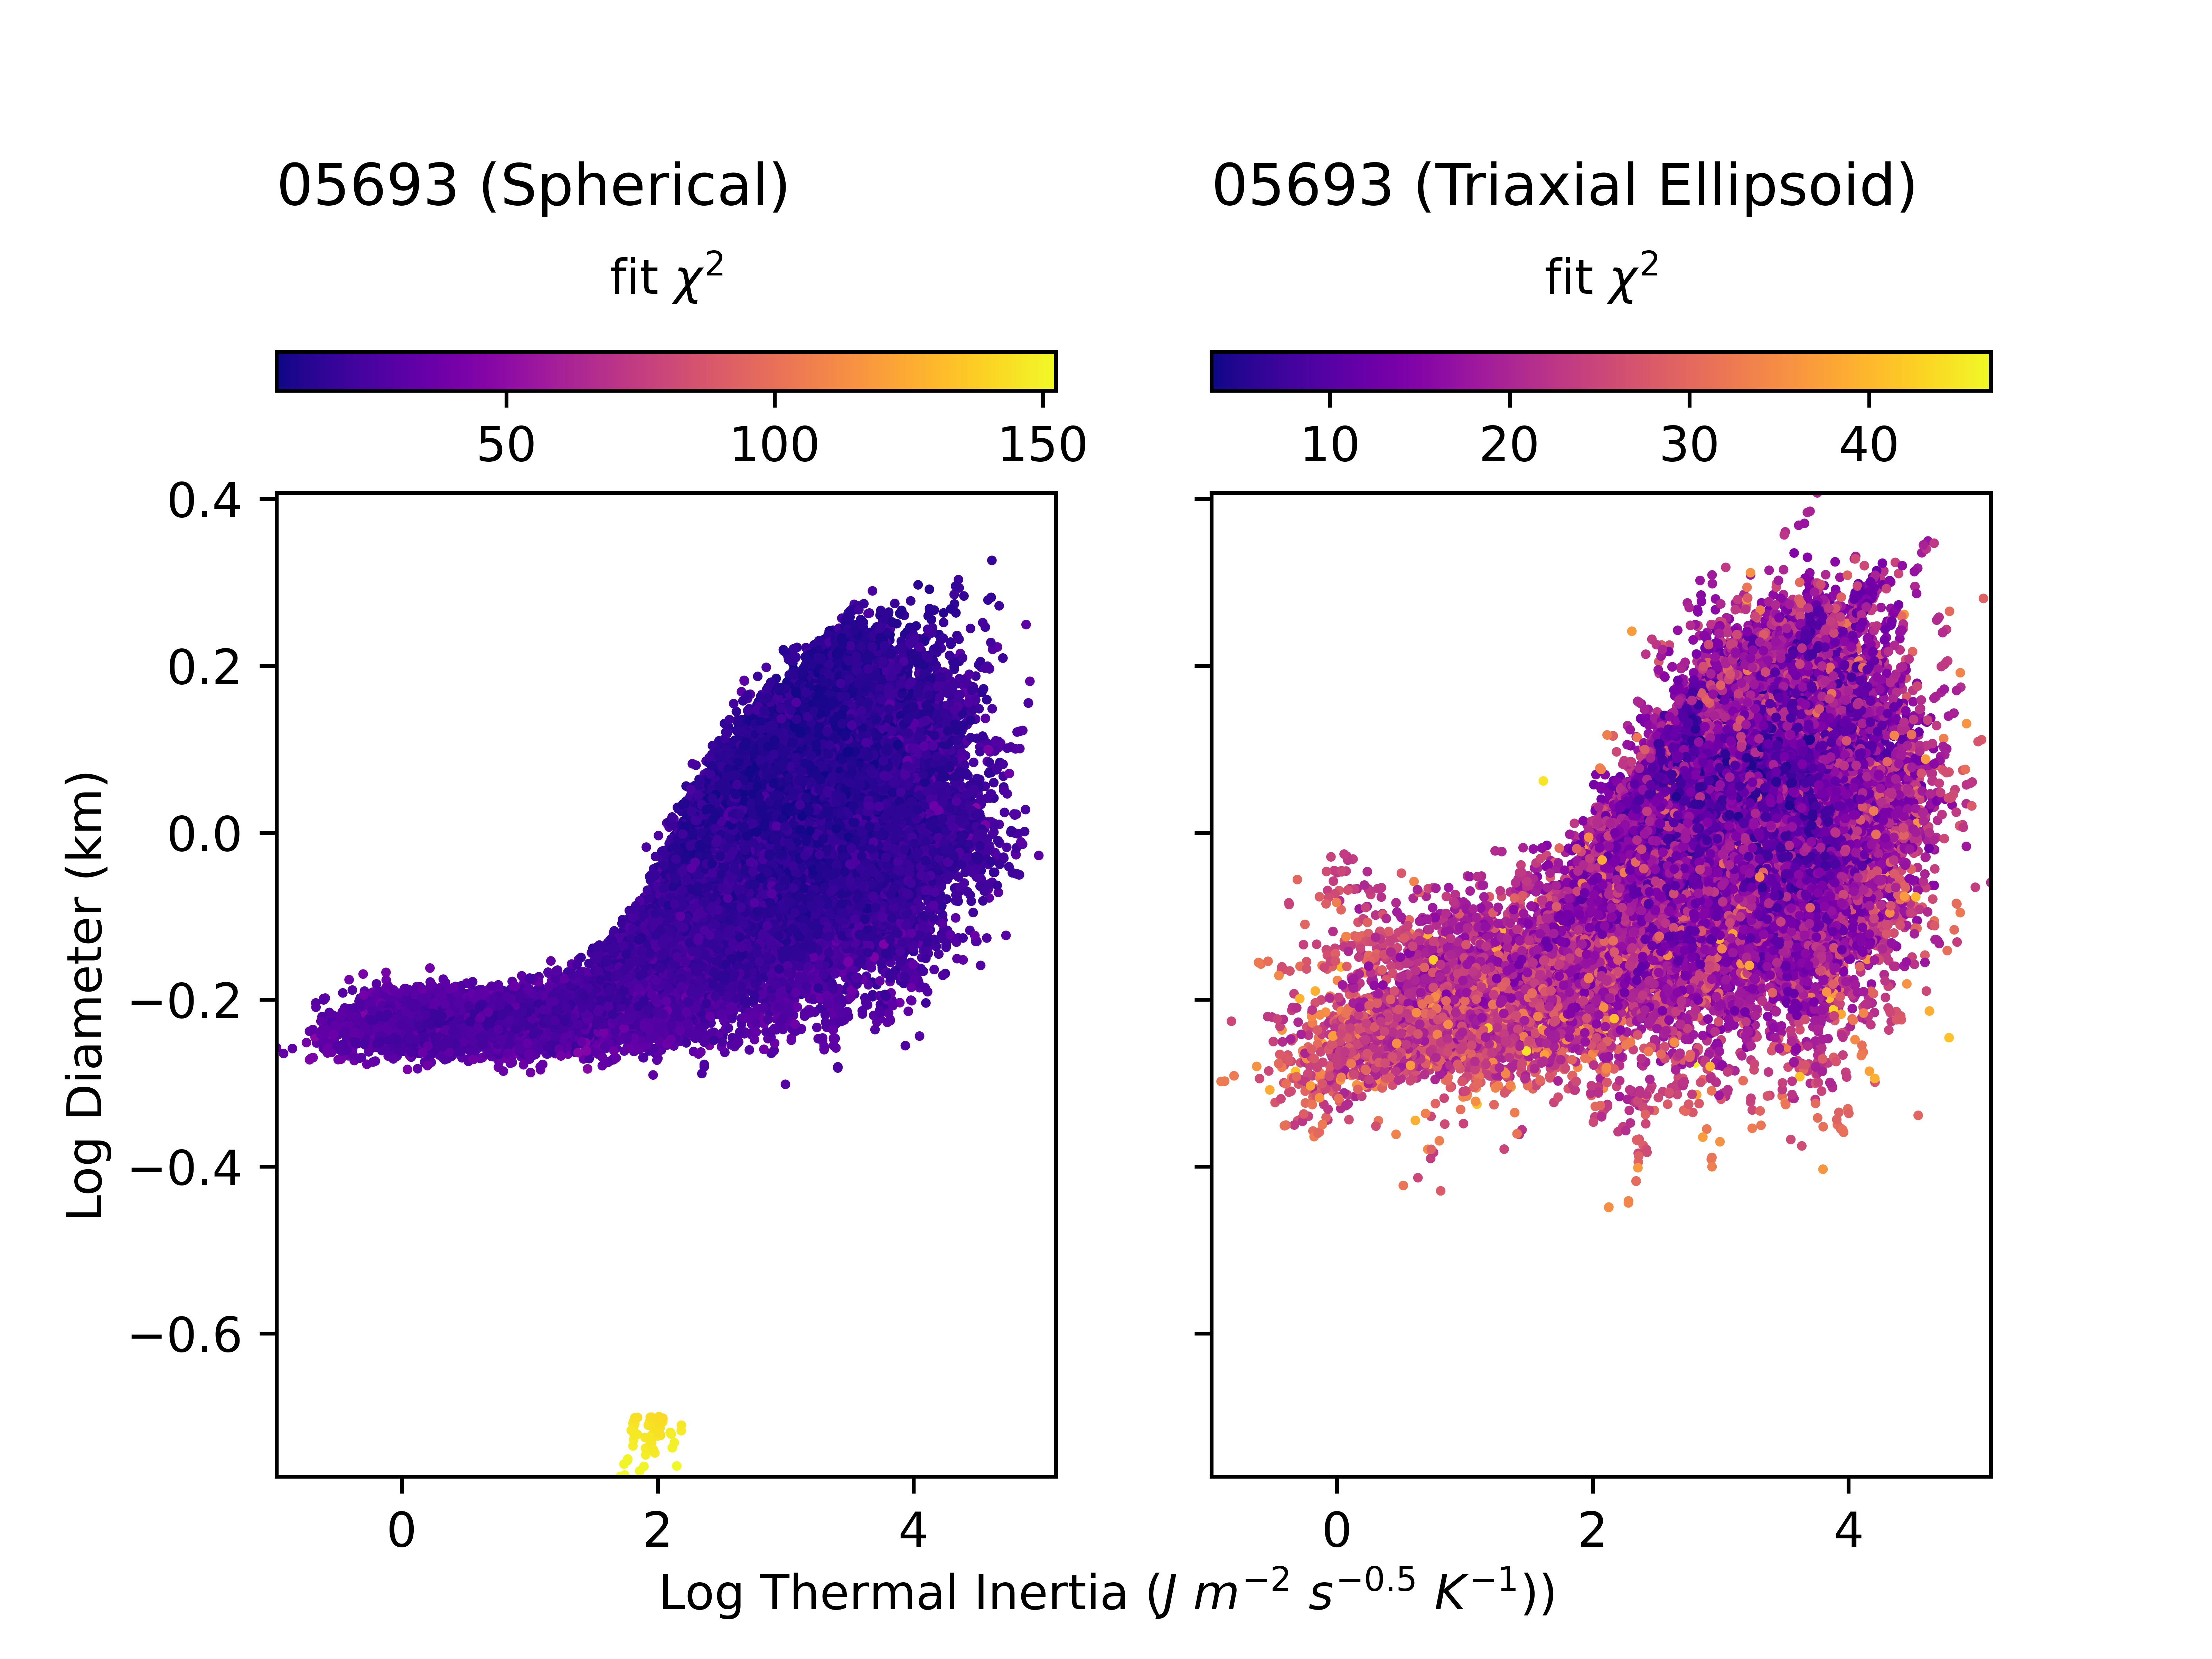 05693 (Spherical)
fit χ²
50 100 150
05693 (Triaxial Ellipsoid)
fit χ²
10 20 30 40
Log Diameter (km)
0.4
0.2
0.0
−0.2
−0.4
−0.6
0 2 4
0 2 4
Log Thermal Inertia (J m⁻² s⁻⁰·⁵ K⁻¹))